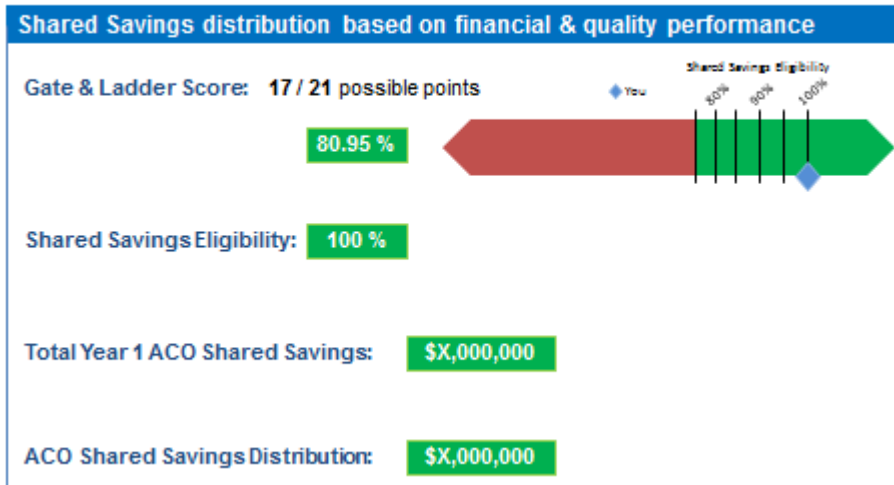 Shared Savings distribution based on financial & quality performance
Gate & Ladder Score: 17 / 21 possible points
Shared Savings Eligibility
You
80% 90% 100%
80.95 %
Shared Savings Eligibility: 100 %
Total Year 1 ACO Shared Savings: $X,000,000
ACO Shared Savings Distribution: $X,000,000